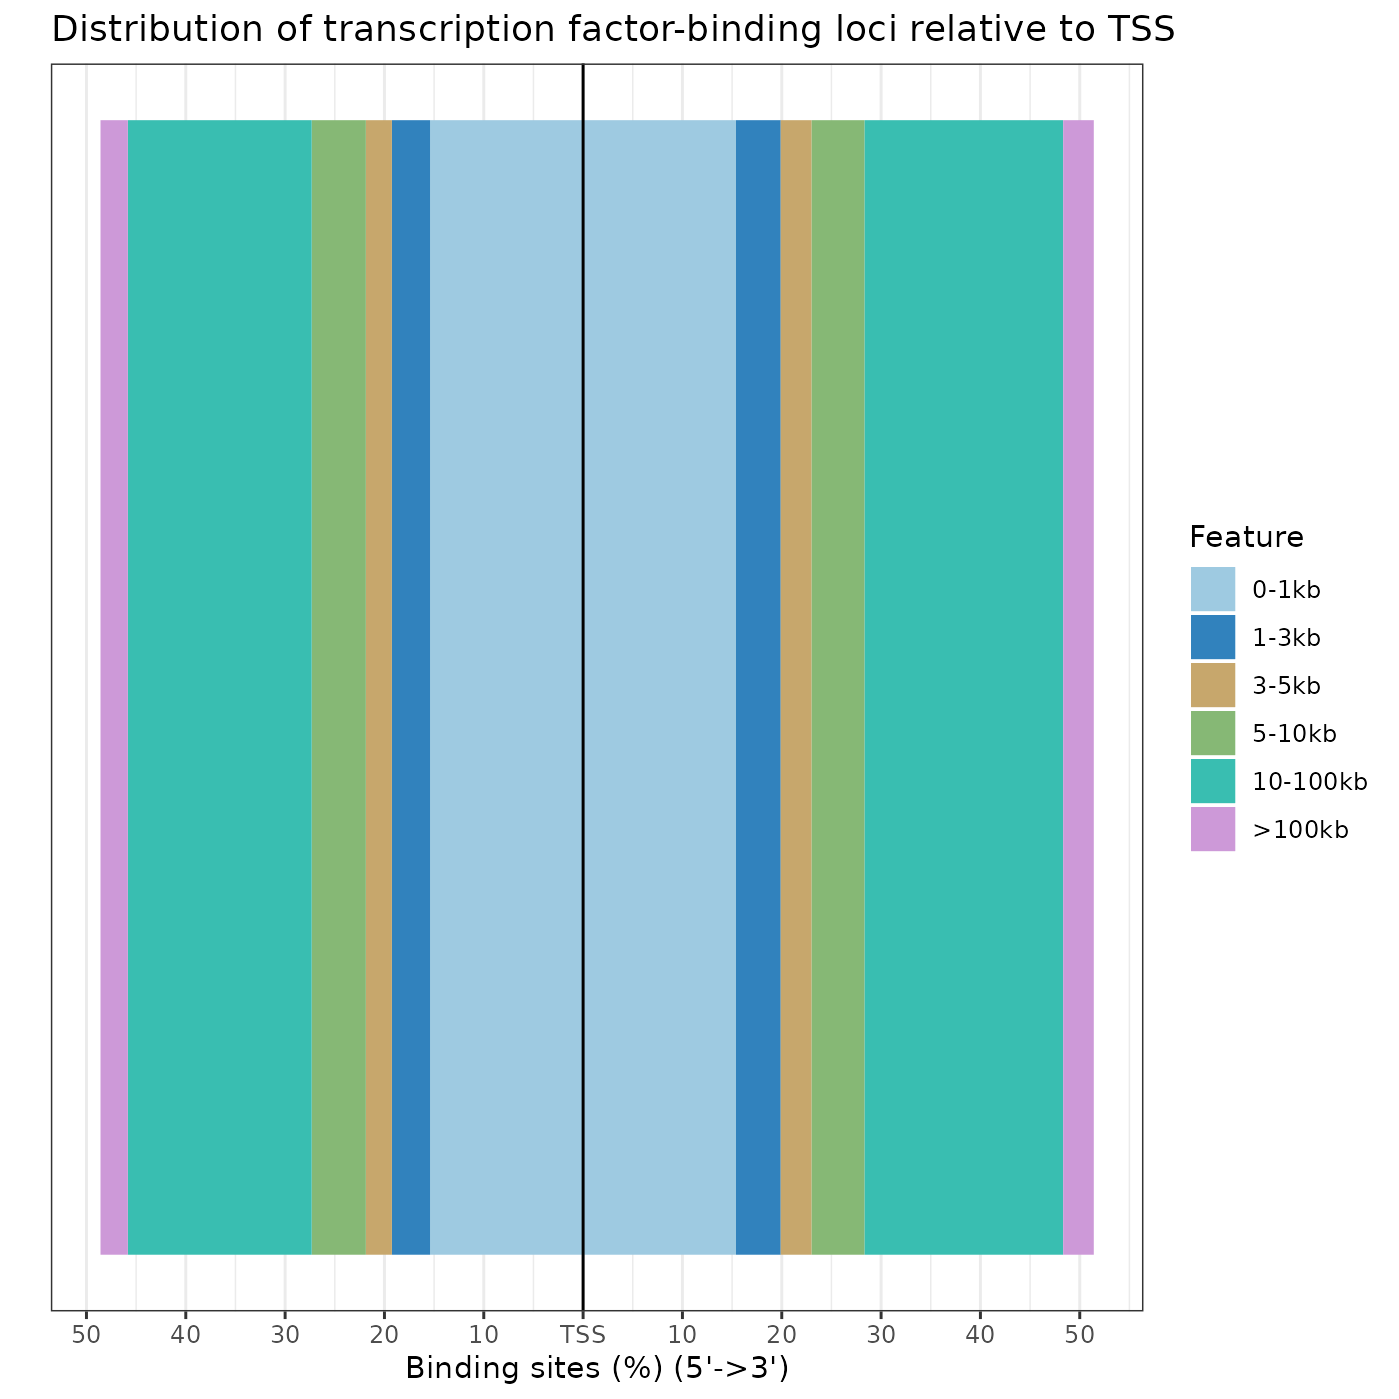 Distribution of transcription factor-binding loci relative to TSS
Feature
0-1kb
1-3kb
3-5kb
5-10kb
10-100kb
>100kb
50 40 30 20 10 TSS 10 20 30 40 50
Binding sites (%) (5'->3')